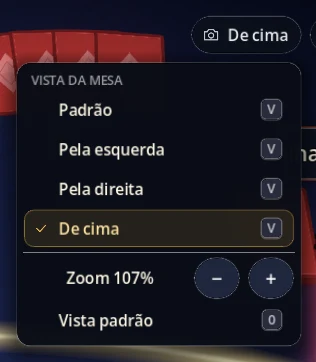 De cima
VISTA DA MESA
Padrão V
Pela esquerda V
Pela direita V
De cima V
Zoom 107% − +
Vista padrão 0